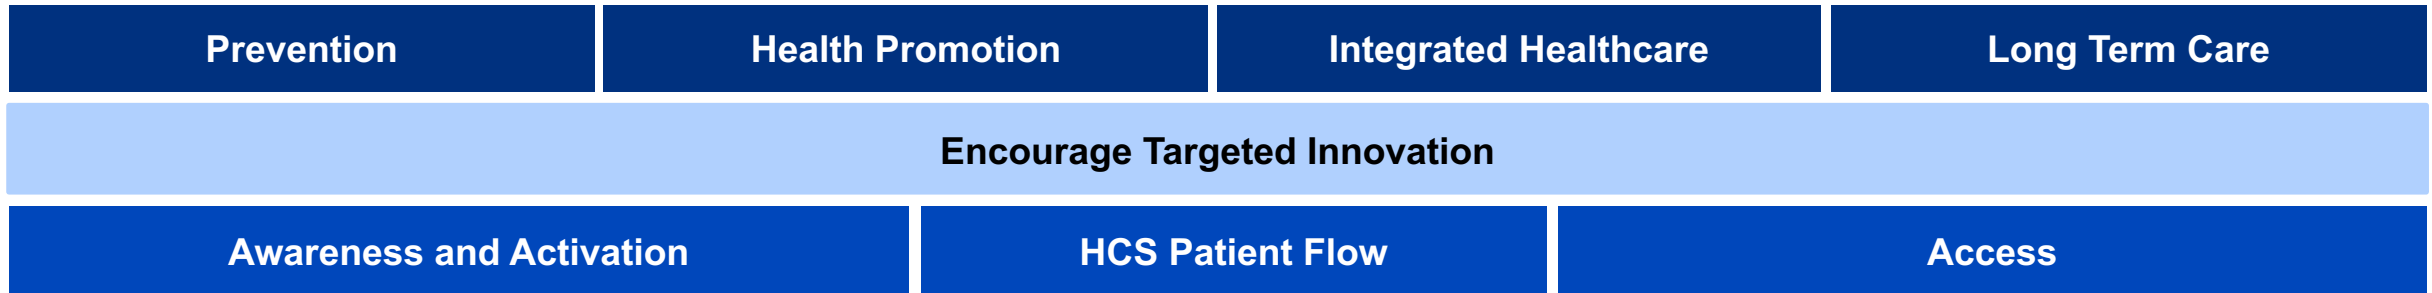 Prevention
Health Promotion
Integrated Healthcare
Long Term Care
Encourage Targeted Innovation
Awareness and Activation
HCS Patient Flow
Access